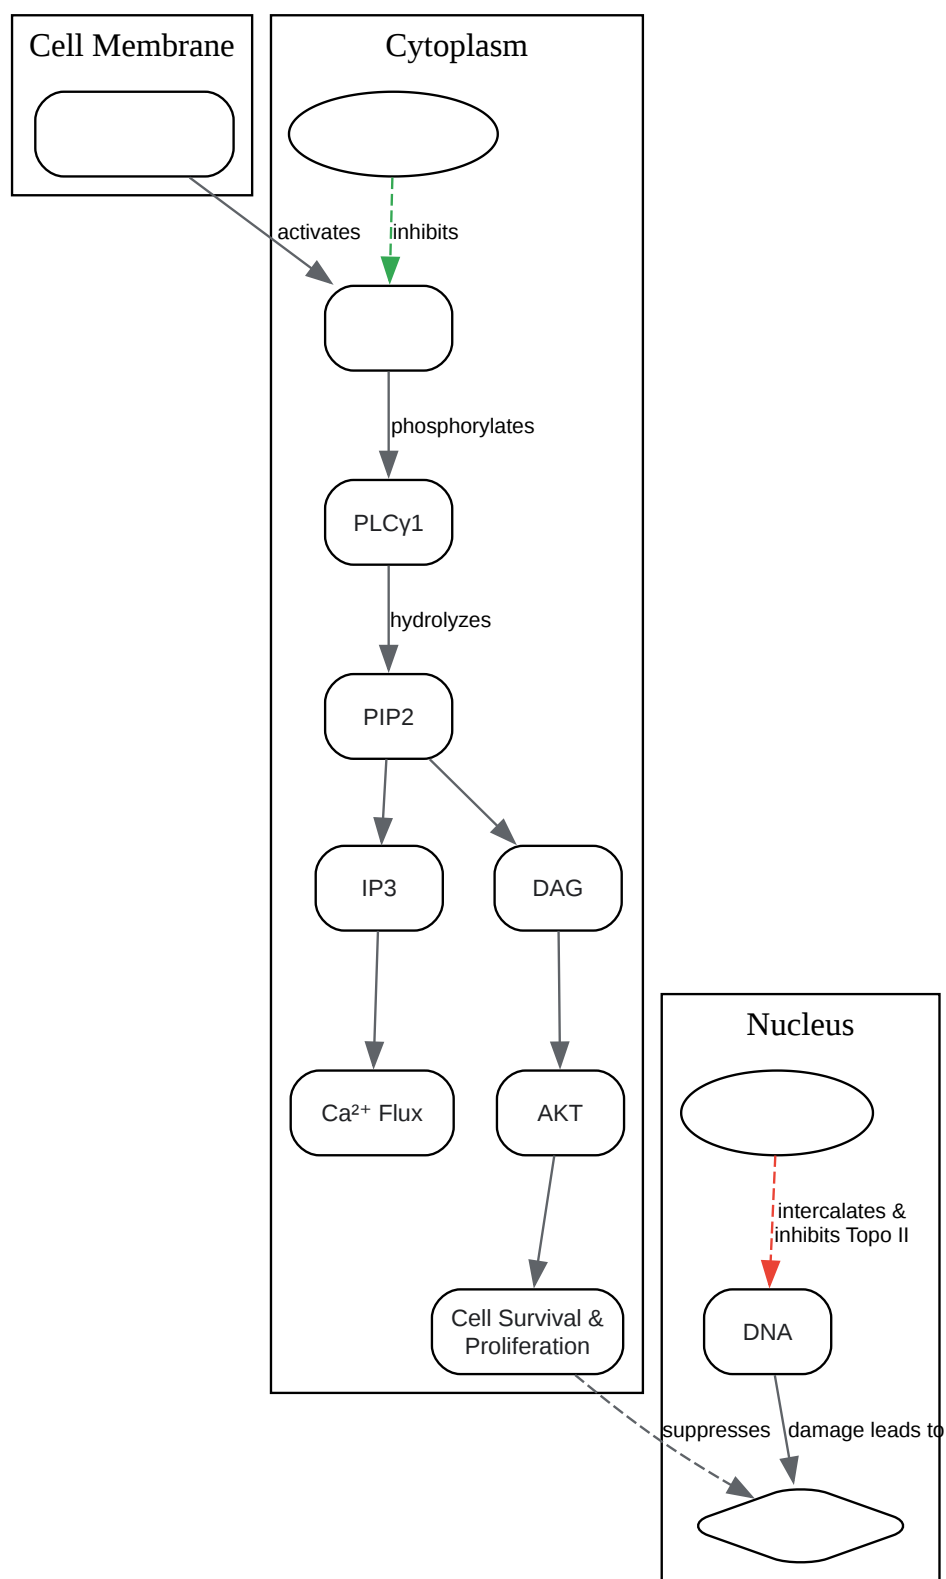 Cell Membrane
Cytoplasm
activates
inhibits
phosphorylates
PLCγ1
hydrolyzes
PIP2
IP3
DAG
Nucleus
Ca²⁺ Flux
AKT
intercalates &
inhibits Topo II
Cell Survival &
Proliferation
DNA
suppresses
damage leads to